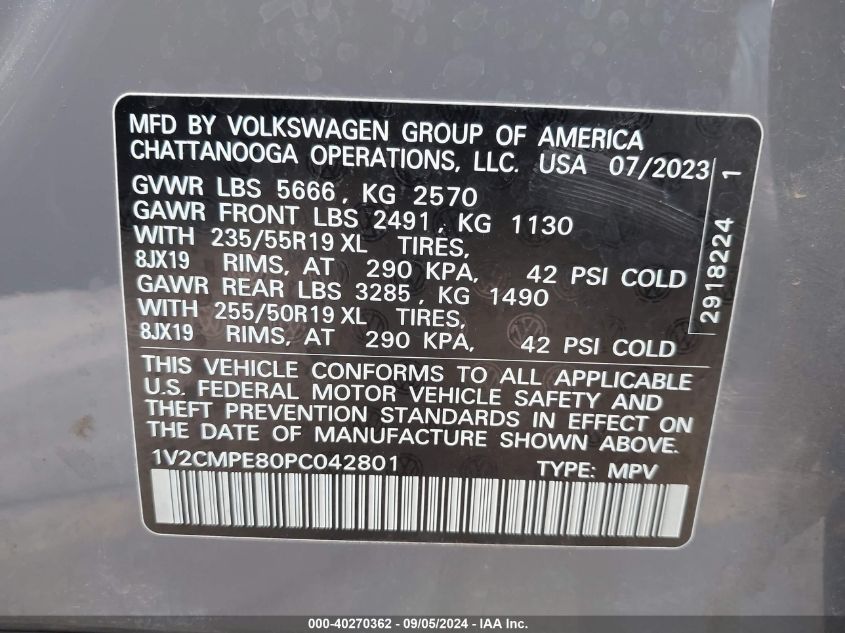 MFD BY VOLKSWAGEN GROUP OF AMERICA
CHATTANOOGA OPERATIONS, LLC. USA 07/2023
GVWR LBS 5666, KG 2570
GAWR FRONT LBS 2491, KG 1130
WITH 235/55R19 XL TIRES,
8JX19 RIMS, AT 290 KPA, 42 PSI COLD
GAWR REAR LBS 3285, KG 1490
WITH 255/50R19 XL TIRES,
8JX19 RIMS, AT 290 KPA, 42 PSI COLD
2918224 1
THIS VEHICLE CONFORMS TO ALL APPLICABLE
U.S. FEDERAL MOTOR VEHICLE SAFETY AND
THEFT PREVENTION STANDARDS IN EFFECT ON
THE DATE OF MANUFACTURE SHOWN ABOVE.
1V2CMPE80PC042801 TYPE: MPV
000-40270362 - 09/05/2024 - IAA Inc.